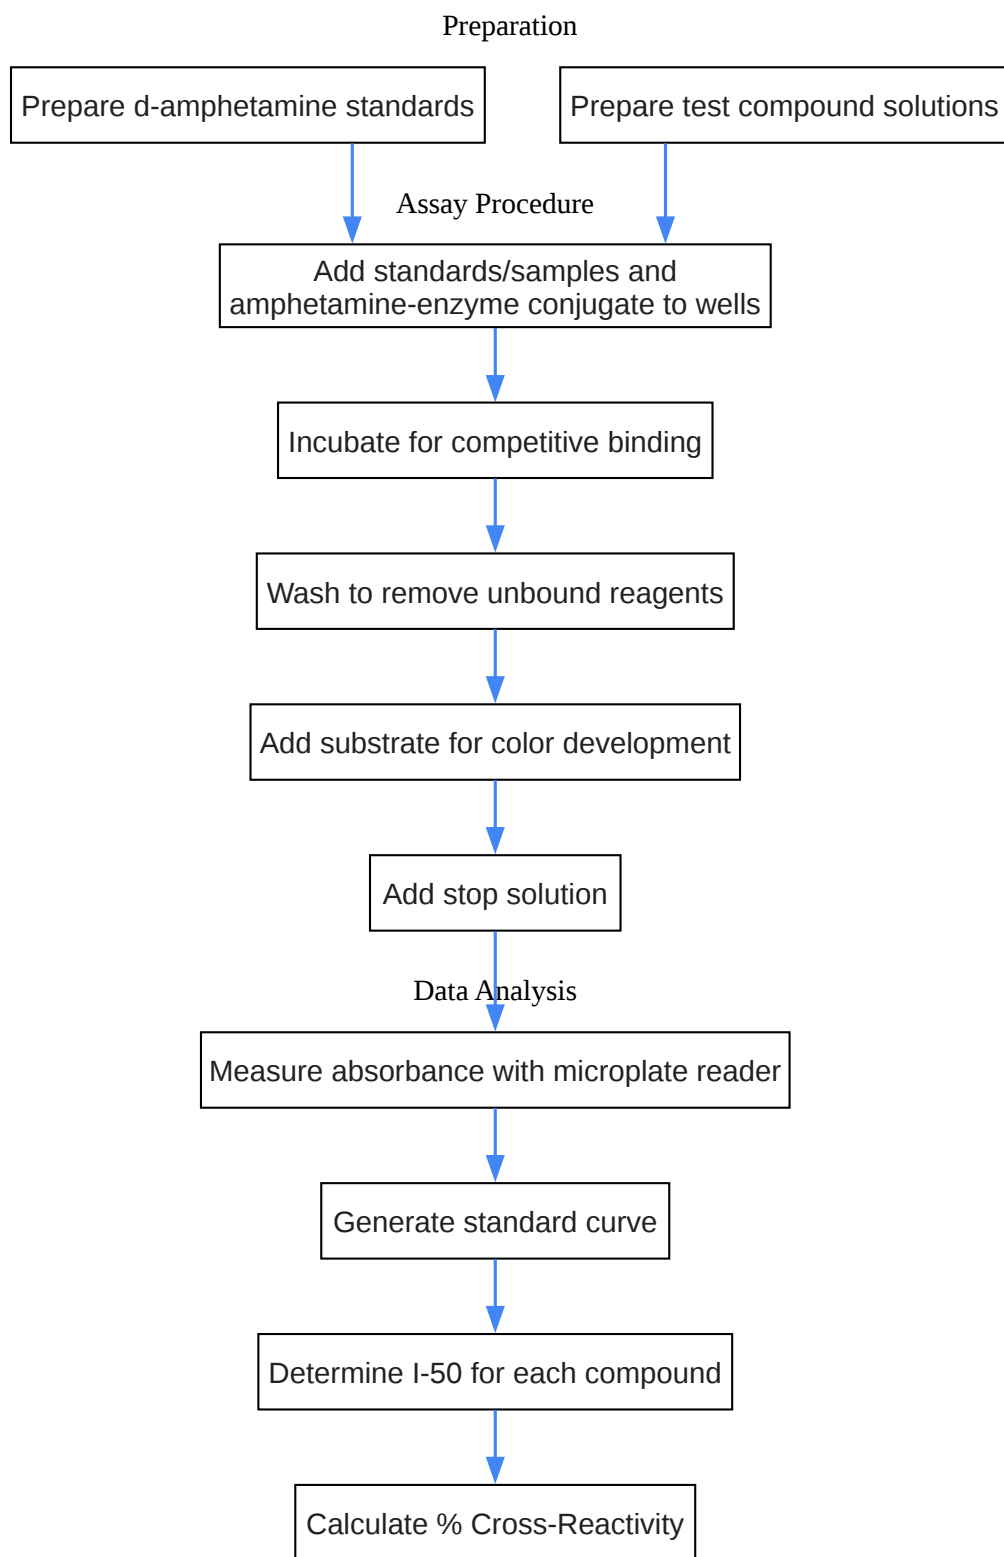 Preparation
Prepare d-amphetamine standards
Prepare test compound solutions
Assay Procedure
Add standards/samples and
amphetamine-enzyme conjugate to wells
Incubate for competitive binding
Wash to remove unbound reagents
Add substrate for color development
Add stop solution
Data Analysis
Measure absorbance with microplate reader
Generate standard curve
Determine I-50 for each compound
Calculate % Cross-Reactivity